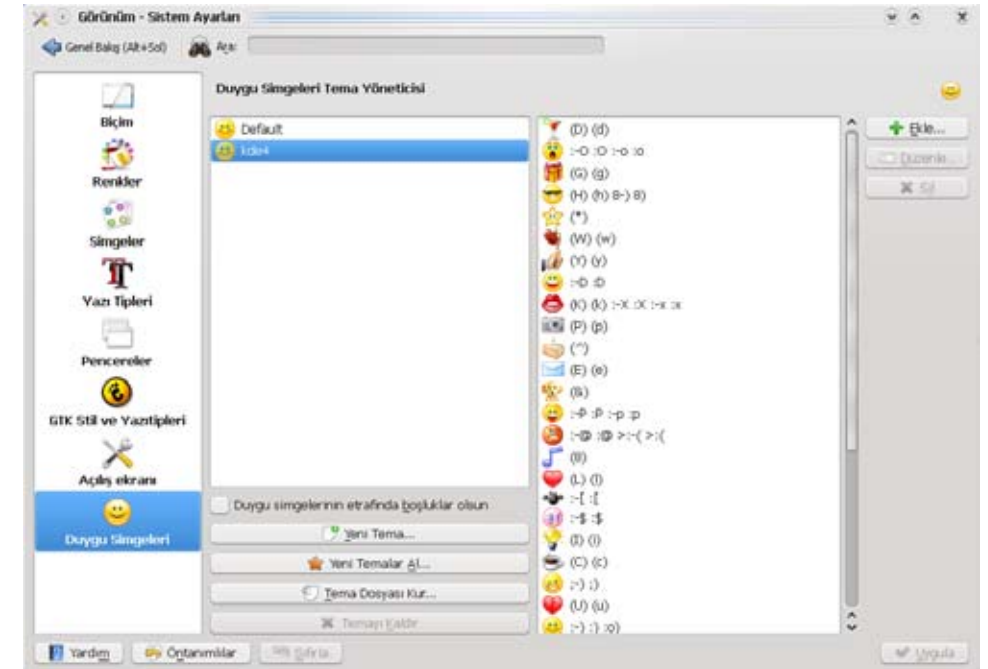 Görünüm - Sistem Ayarları
Genel Bakış (Alt+Sol)
Ara:
Biçim
Renkler
Simgeler
Yazı Tipleri
Pencereler
GTK Stil ve Yazıtipleri
Açılış ekranı
Duygu Simgeleri
Duygu Simgeleri Tema Yöneticisi
Default
kde4
Duygu simgelerinin etrafında boşluklar olsun
Yeni Tema...
Yeni Temalar Al...
Tema Dosyası Kur...
Temayı Kaldır
(D) (d)
:-O :O :-o :o
(G) (g)
(H) (h) 8-) 8)
(*)
(W) (w)
(Y) (y)
:-D :D
(K) (k) :-X :X :-x :x
(P) (p)
(^)
(E) (e)
(&)
:-P :P :-p :p
:-@ :@ >:-( >:(
(8)
(L) (l)
:-[ :[
:-$ :$
(I) (i)
(C) (c)
;-) ;)
(U) (u)
:-) :) :o)
Ekle...
Düzenle...
Sil
Yardım
Öntanımlılar
Sıfırla
Uygula